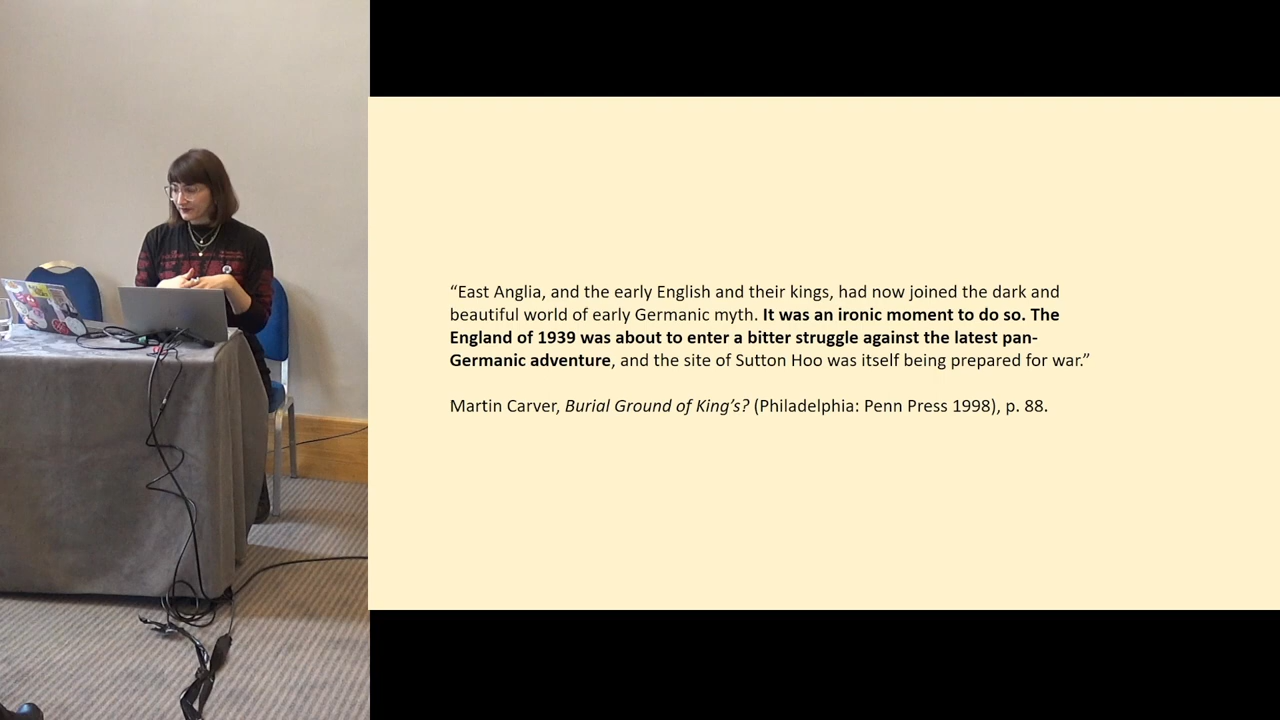 “East Anglia, and the early English and their kings, had now joined the dark and
beautiful world of early Germanic myth. It was an ironic moment to do so. The
England of 1939 was about to enter a bitter struggle against the latest pan-
Germanic adventure, and the site of Sutton Hoo was itself being prepared for war.”
Martin Carver, Burial Ground of King’s? (Philadelphia: Penn Press 1998), p. 88.